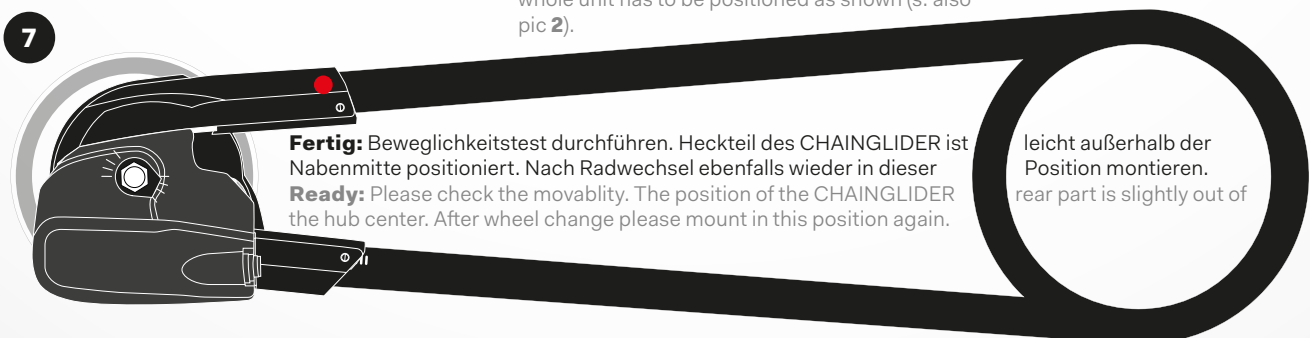 whole unit has to be positioned as shown (s. also
pic 2).
7
Fertig: Beweglichkeitstest durchführen. Heckteil des CHAINGLIDER ist leicht außerhalb der
Nabenmitte positioniert. Nach Radwechsel ebenfalls wieder in dieser Position montieren.
Ready: Please check the movablity. The position of the CHAINGLIDER rear part is slightly out of
the hub center. After wheel change please mount in this position again.